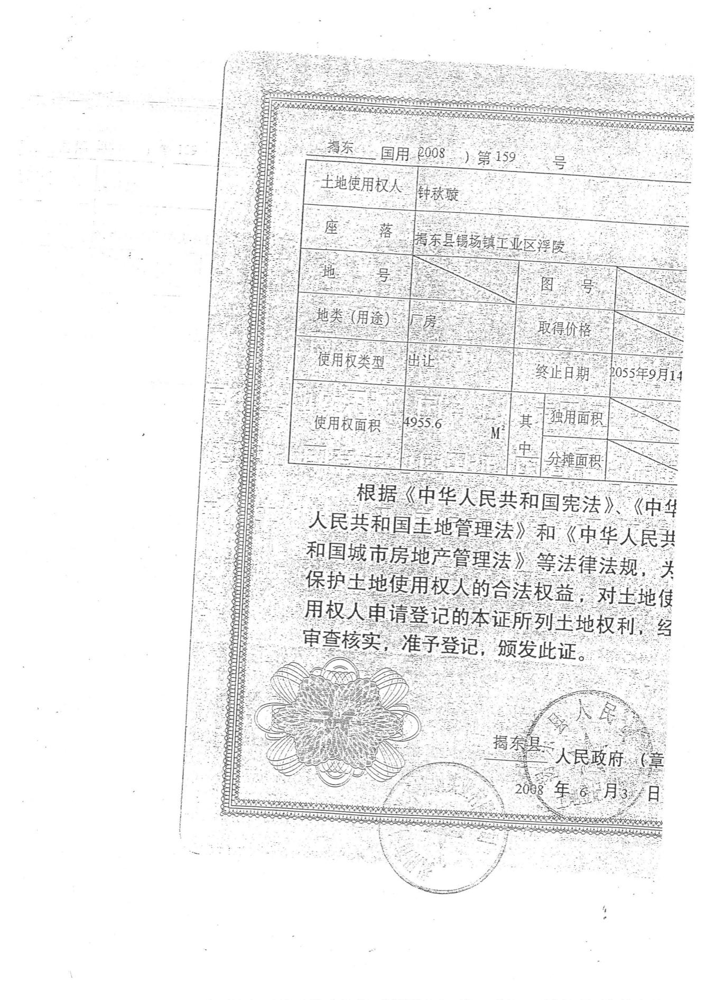 揭东 国用（2008 ）第 159 号
土地使用权人 钟秋璇
座 落 揭东县锡场镇工业区浮陵
地 号 图 号
地类（用途） 厂房 取得价格
使用权类型 出让 终止日期 2055年9月14
使用权面积 4955.6 M² 其中 独用面积
分摊面积
根据《中华人民共和国宪法》、《中华
人民共和国土地管理法》和《中华人民共
和国城市房地产管理法》等法律法规，为
保护土地使用权人的合法权益，对土地使
用权人申请登记的本证所列土地权利，经
审查核实，准予登记，颁发此证。
县人民
揭东县 人民政府（章
2008 年 6 月 3 日